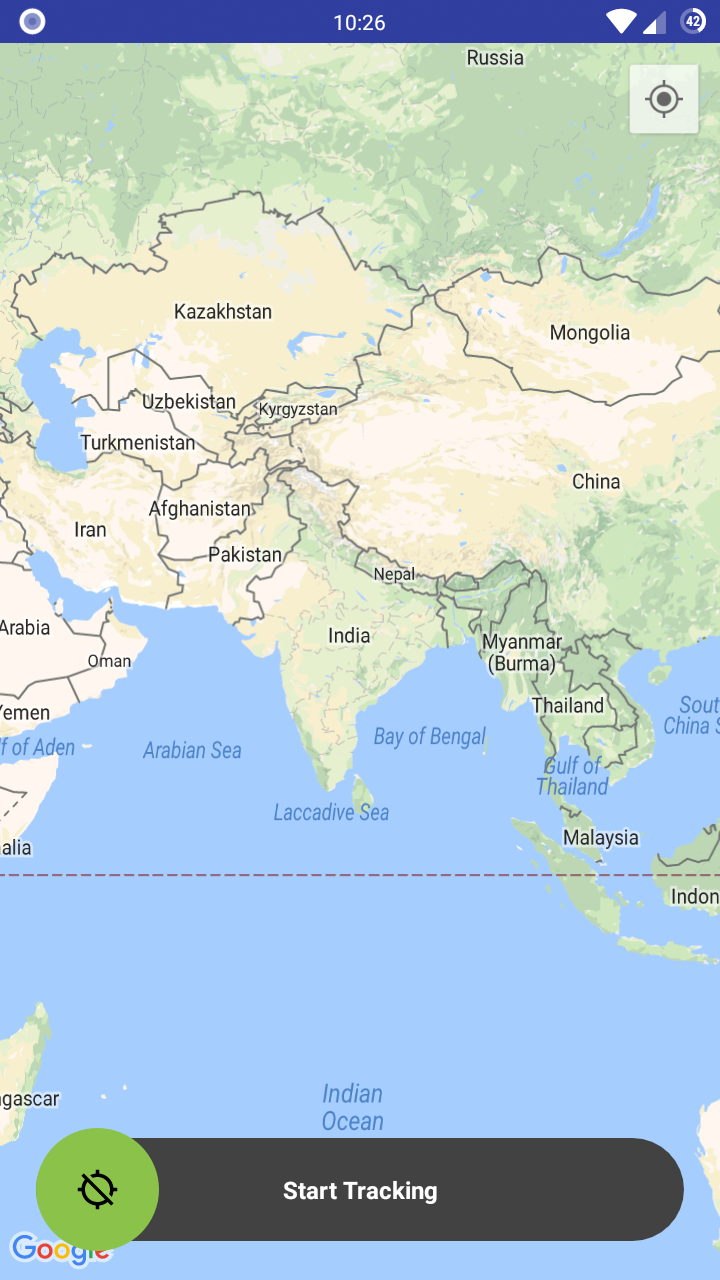 10:26
42
Russia
Kazakhstan
Mongolia
Uzbekistan
Kyrgyzstan
Turkmenistan
China
Afghanistan
Iran
Pakistan
Nepal
Arabia
India
Myanmar
(Burma)
Oman
Thailand
Yemen
Sout
China S
f of Aden
Arabian Sea
Bay of Bengal
Gulf of
Thailand
Laccadive Sea
Malaysia
alia
Indon
gascar
Indian
Ocean
Start Tracking
Google